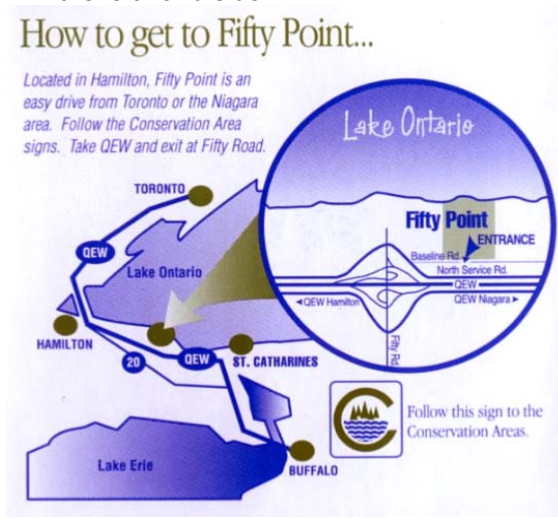 How to get to Fifty Point...
Located in Hamilton, Fifty Point is an
easy drive from Toronto or the Niagara
area. Follow the Conservation Area
signs. Take QEW and exit at Fifty Road.
Lake Ontario
TORONTO
Fifty Point
ENTRANCE
QEW
Baseline Rd.
North Service Rd.
Lake Ontario
QEW
◄QEW Hamilton
QEW Niagara►
HAMILTON
20
QEW
ST. CATHARINES
Fifty Rd.
Follow this sign to the
Conservation Areas.
Lake Erie
BUFFALO